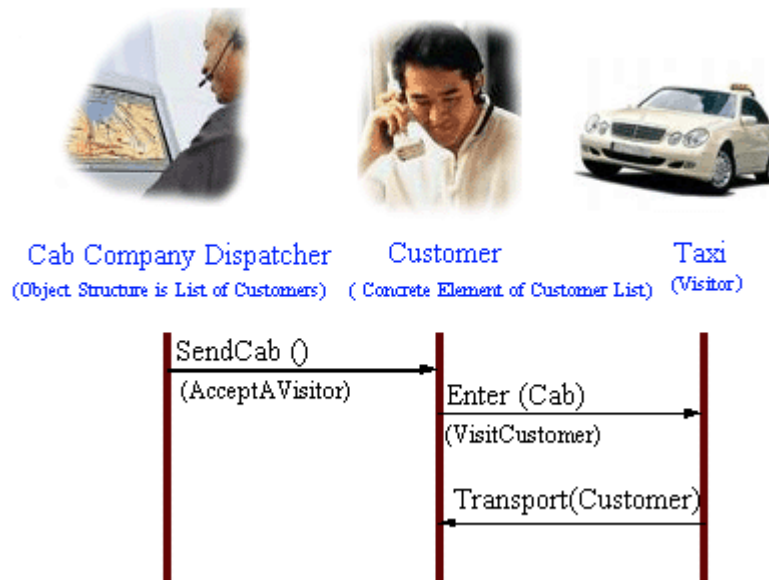 Cab Company Dispatcher
(Object Structure is List of Customers)
Customer
( Concrete Element of Customer List)
Taxi
(Visitor)
SendCab ()
(AcceptAVisitor)
Enter (Cab)
(VisitCustomer)
Transport(Customer)